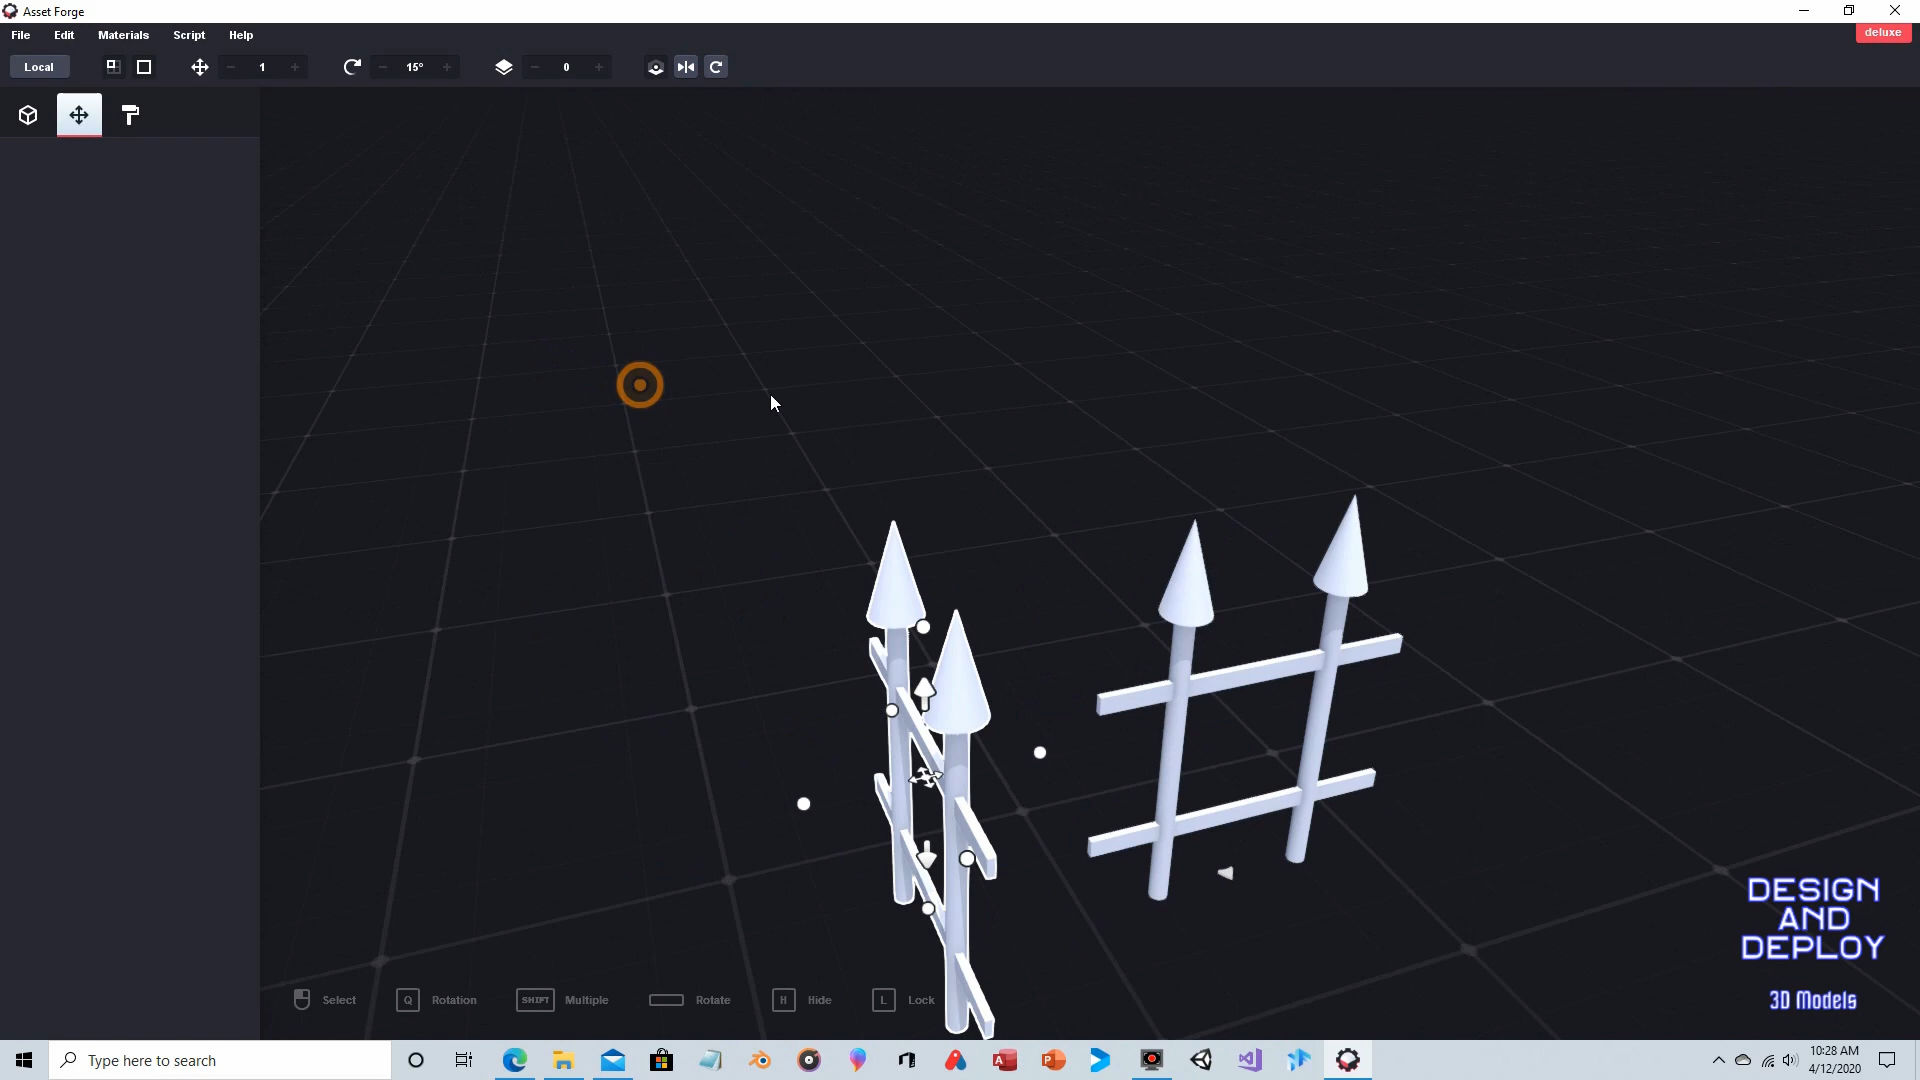 Asset Forge
File Edit Materials Script Help
deluxe
Local
1
15°
0
Select
Q Rotation
SHIFT Multiple
Rotate
H Hide
L Lock
DESIGN
AND
DEPLOY
3D Models
Type here to search
10:28 AM
4/12/2020